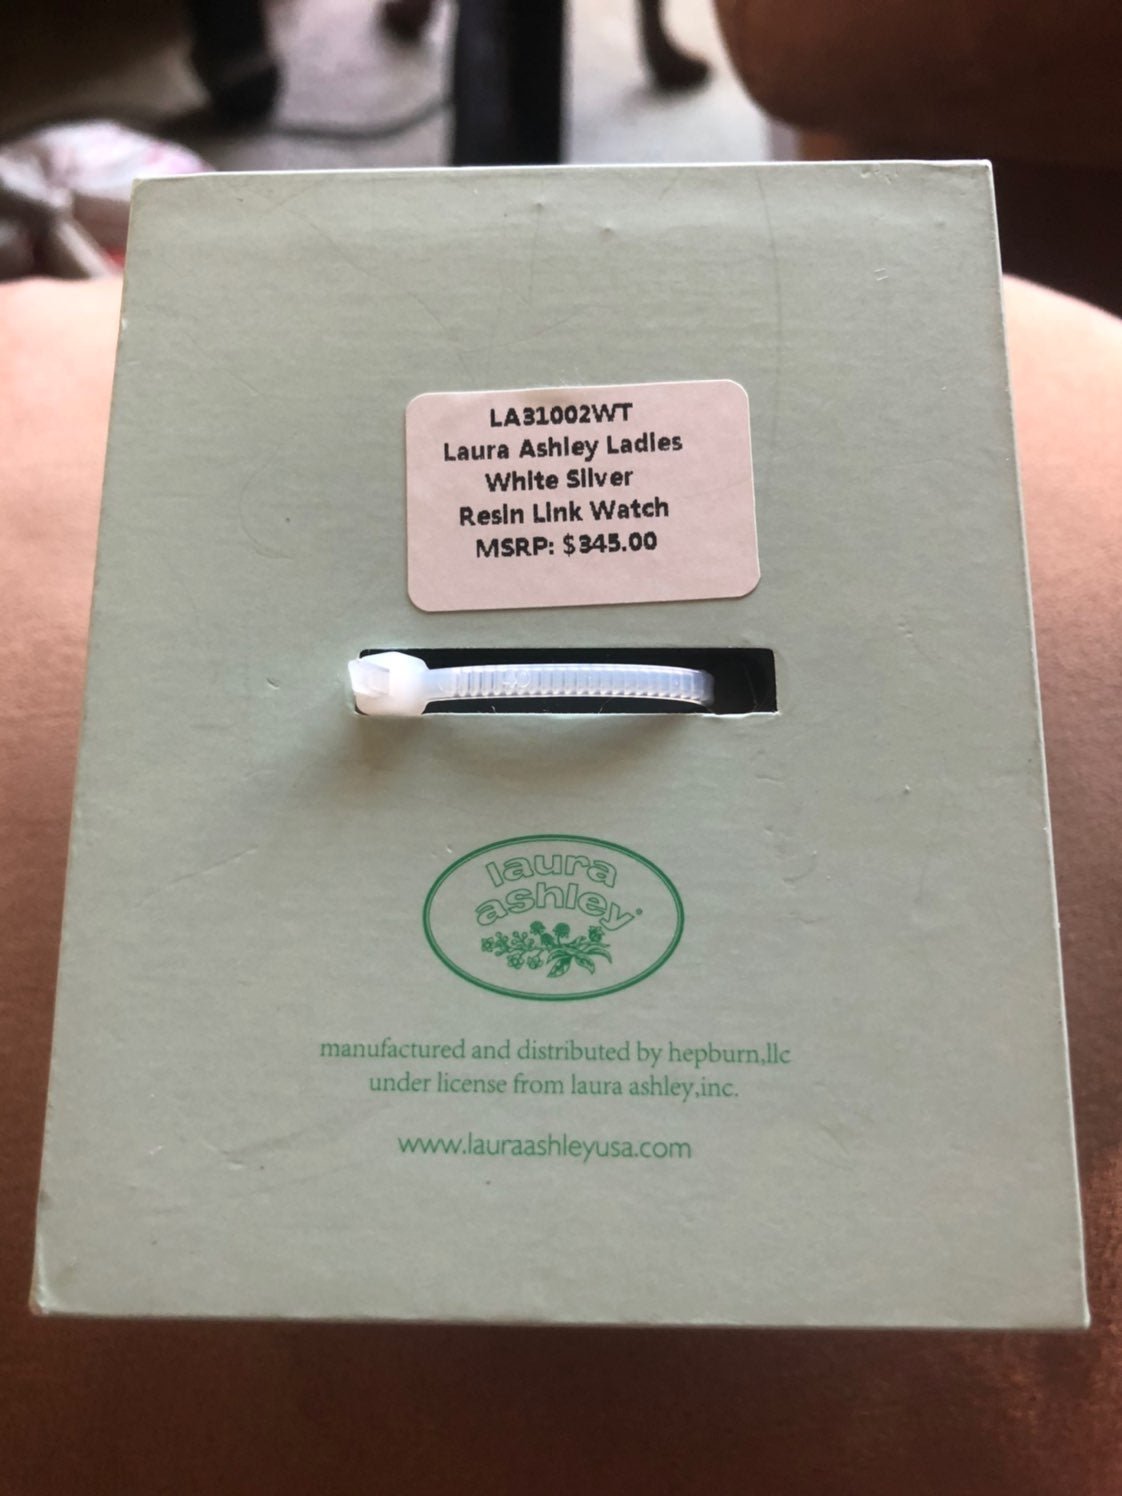 LA31002WT
Laura Ashley Ladies
White Silver
Resin Link Watch
MSRP: $345.00
laura
ashley
manufactured and distributed by hepburn,llc
under license from laura ashley,inc.
www.lauraashleyusa.com